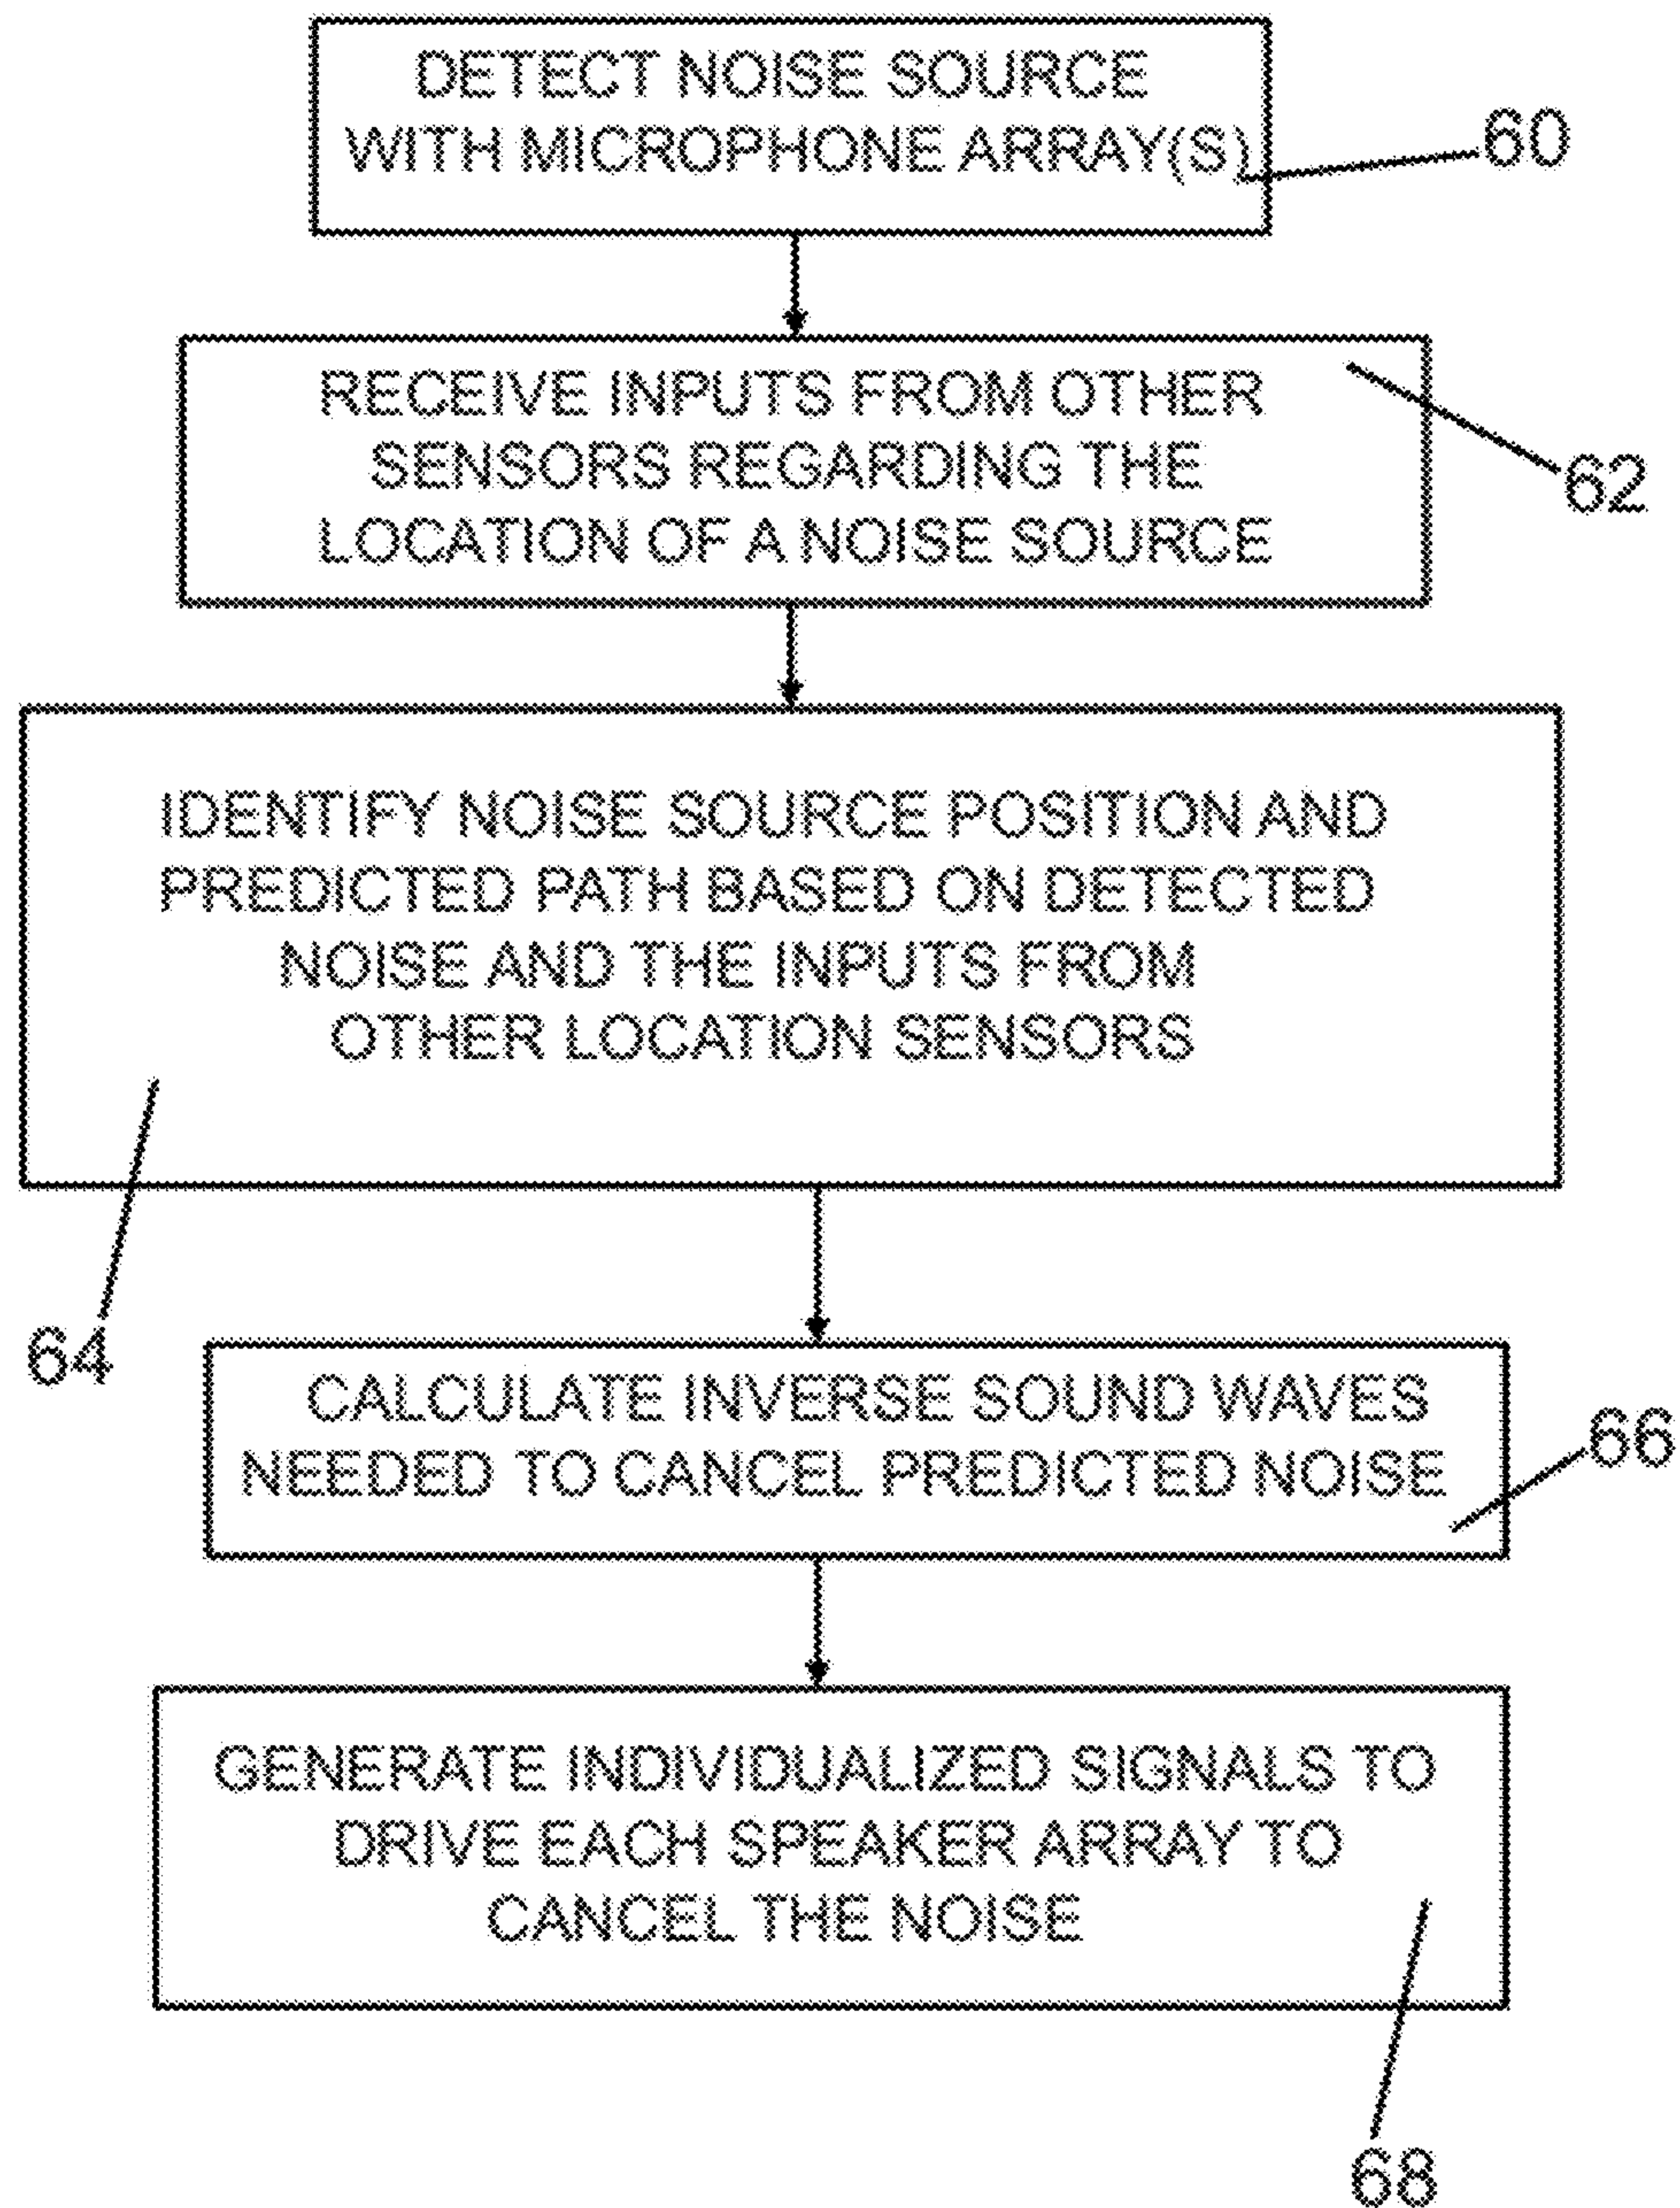 DETECT NOISE SOURCE
WITH MICROPHONE ARRAY(S)
60
RECEIVE INPUTS FROM OTHER
SENSORS REGARDING THE
LOCATION OF A NOISE SOURCE
62
IDENTIFY NOISE SOURCE POSITION AND
PREDICTED PATH BASED ON DETECTED
NOISE AND THE INPUTS FROM
OTHER LOCATION SENSORS
64
CALCULATE INVERSE SOUND WAVES
NEEDED TO CANCEL PREDICTED NOISE
66
GENERATE INDIVIDUALIZED SIGNALS TO
DRIVE EACH SPEAKER ARRAY TO
CANCEL THE NOISE
68